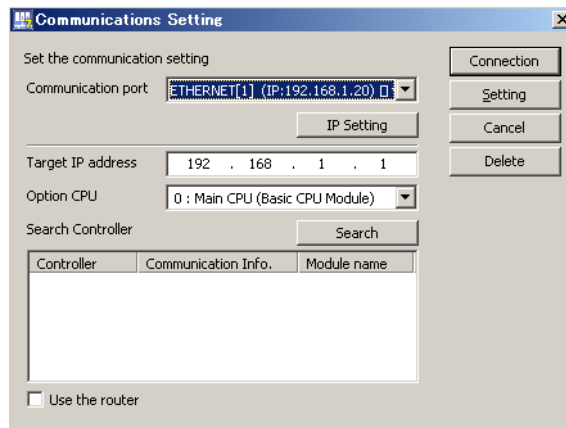 Communications Setting
Set the communication setting
Connection
Communication port
ETHERNET[1] (IP:192.168.1.20)
Setting
IP Setting
Cancel
Target IP address
192 . 168 . 1 . 1
Delete
Option CPU
0 : Main CPU (Basic CPU Module)
Search Controller
Search
Controller
Communication Info.
Module name
Use the router